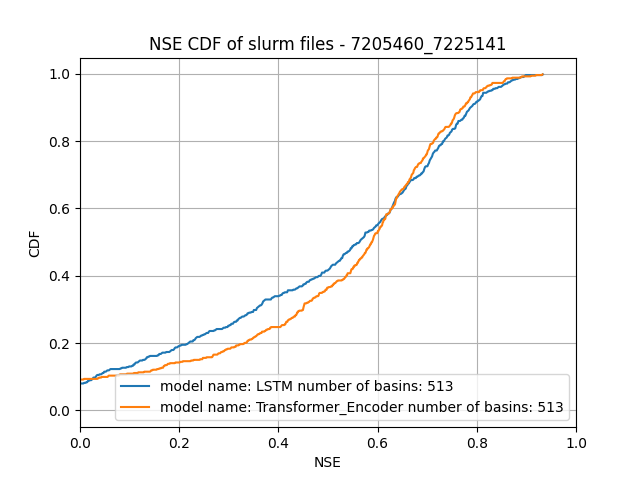 NSE CDF of slurm files - 7205460_7225141
CDF
1.0
0.8
0.6
0.4
0.2
0.0
model name: LSTM number of basins: 513
model name: Transformer_Encoder number of basins: 513
0.0 0.2 0.4 0.6 0.8 1.0
NSE